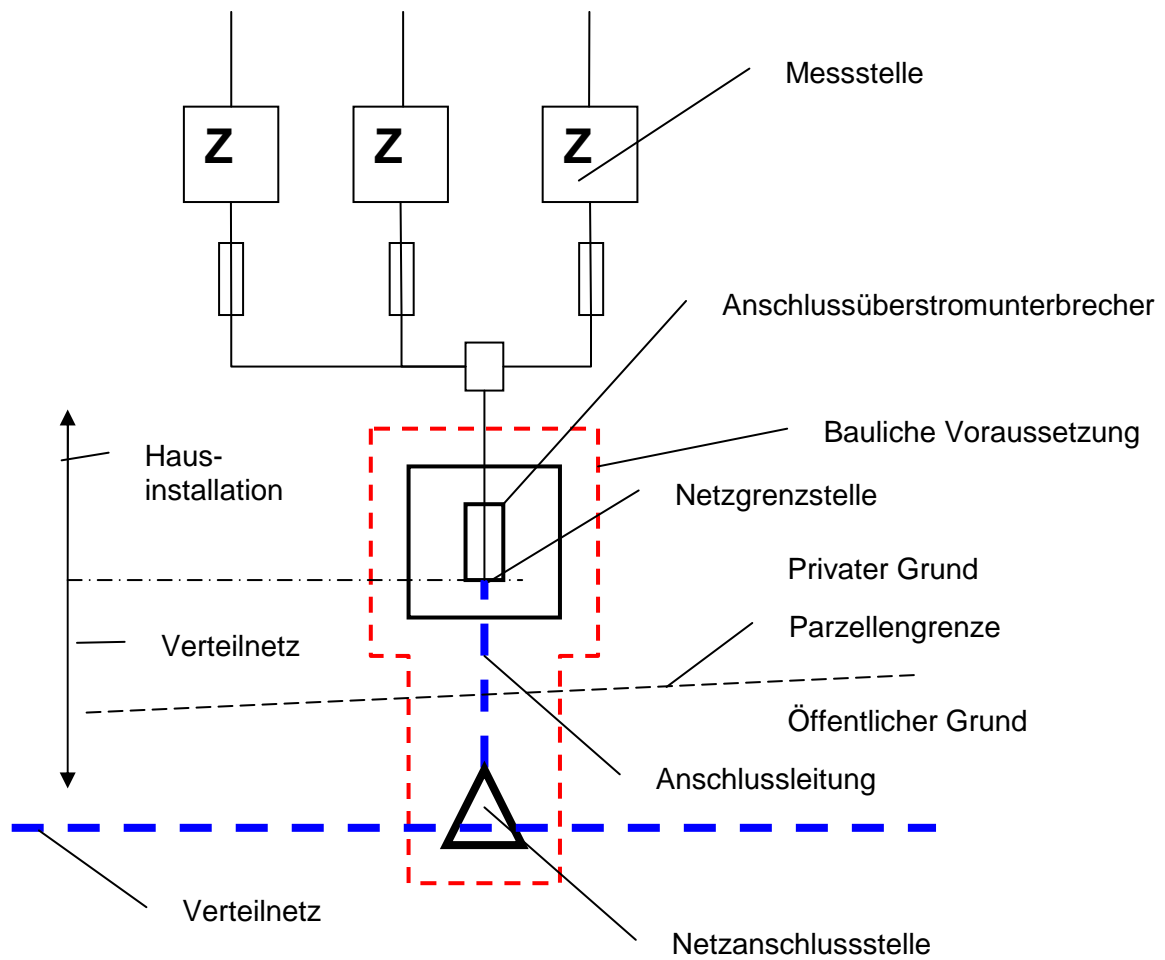 Messstelle
Z Z Z
Anschlussüberstromunterbrecher
Bauliche Voraussetzung
Haus-
installation
Netzgrenzstelle
Privater Grund
Parzellengrenze
Verteilnetz
Öffentlicher Grund
Anschlussleitung
Verteilnetz
Netzanschlussstelle